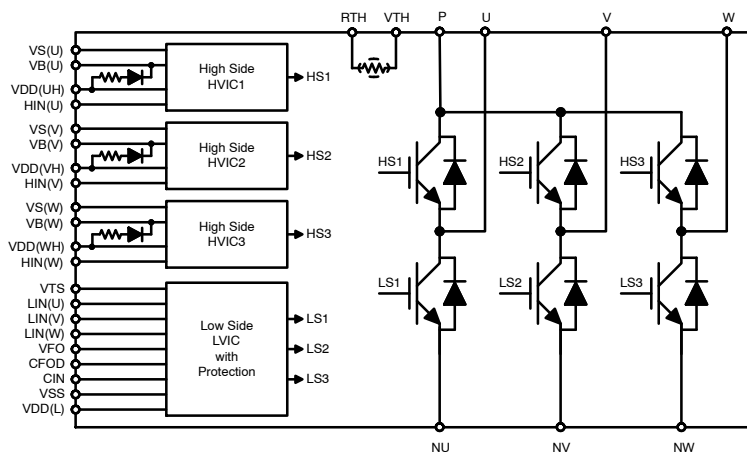 RTH VTH P U V W
VS(U)
VB(U)
VDD(UH)
HIN(U)
High Side
HVIC1
HS1
VS(V)
VB(V)
VDD(VH)
HIN(V)
High Side
HVIC2
HS2
VS(W)
VB(W)
VDD(WH)
HIN(W)
High Side
HVIC3
HS3
VTS
LIN(U)
LIN(V)
LIN(W)
VFO
CFOD
CIN
VSS
VDD(L)
Low Side
LVIC
with
Protection
LS1
LS2
LS3
HS1 HS2 HS3
LS1 LS2 LS3
NU NV NW